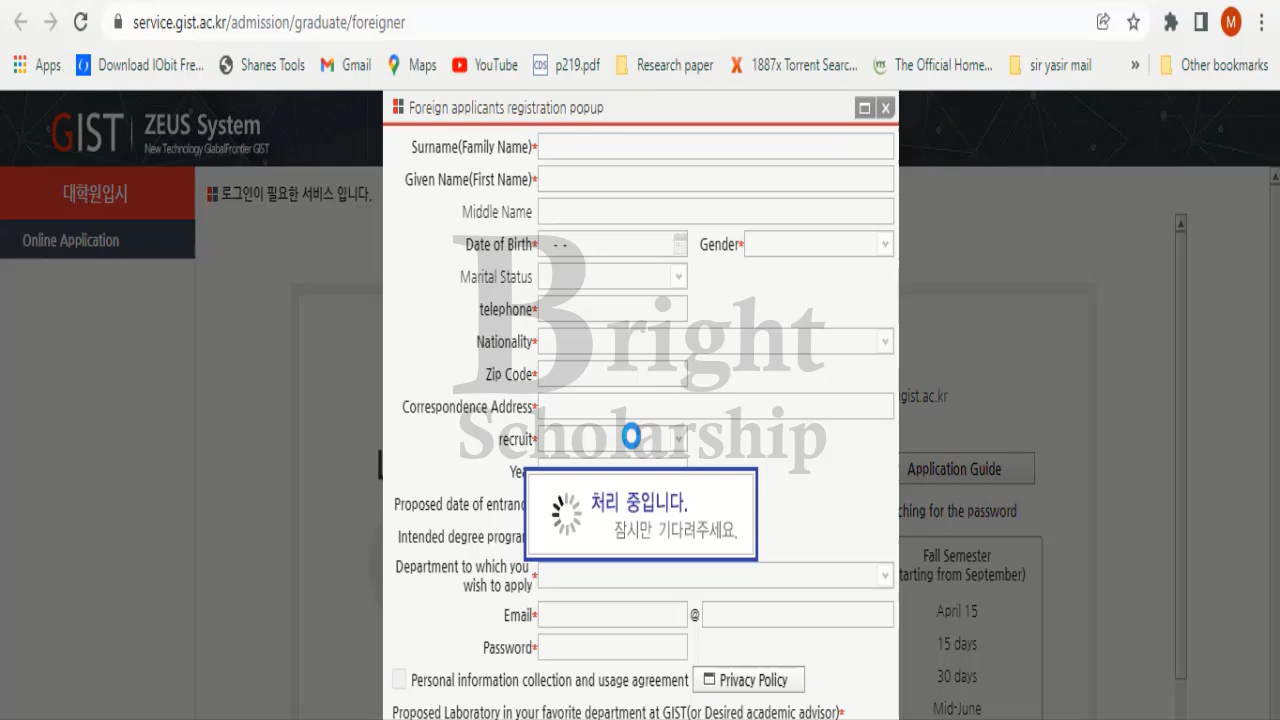 service.gist.ac.kr/admission/graduate/foreigner
M
Apps
Download IObit Fre...
Shanes Tools
Gmail
Maps
YouTube
CDS
p219.pdf
Research paper
1887x Torrent Searc...
The Official Home...
sir yasir mail
»
Other bookmarks
GIST
ZEUS System
New Technology GlobalFrontier GIST
대학원입시
Online Application
로그인이 필요한 서비스 입니다.
Foreign applicants registration popup
Surname(Family Name)*
Given Name(First Name)*
Middle Name
Date of Birth* - -
Gender*
Marital Status
telephone*
Nationality*
Zip Code*
Correspondence Address*
recruit*
Yea
Proposed date of entranc
Intended degree program
Department to which you
wish to apply*
Email* @
Password*
Personal information collection and usage agreement
Privacy Policy
Proposed Laboratory in your favorite department at GIST(or Desired academic advisor)*
처리 중입니다.
잠시만 기다려주세요.
Bright
Scholarship
gist.ac.kr
Application Guide
ching for the password
Fall Semester
tarting from September)
April 15
15 days
30 days
Mid-June